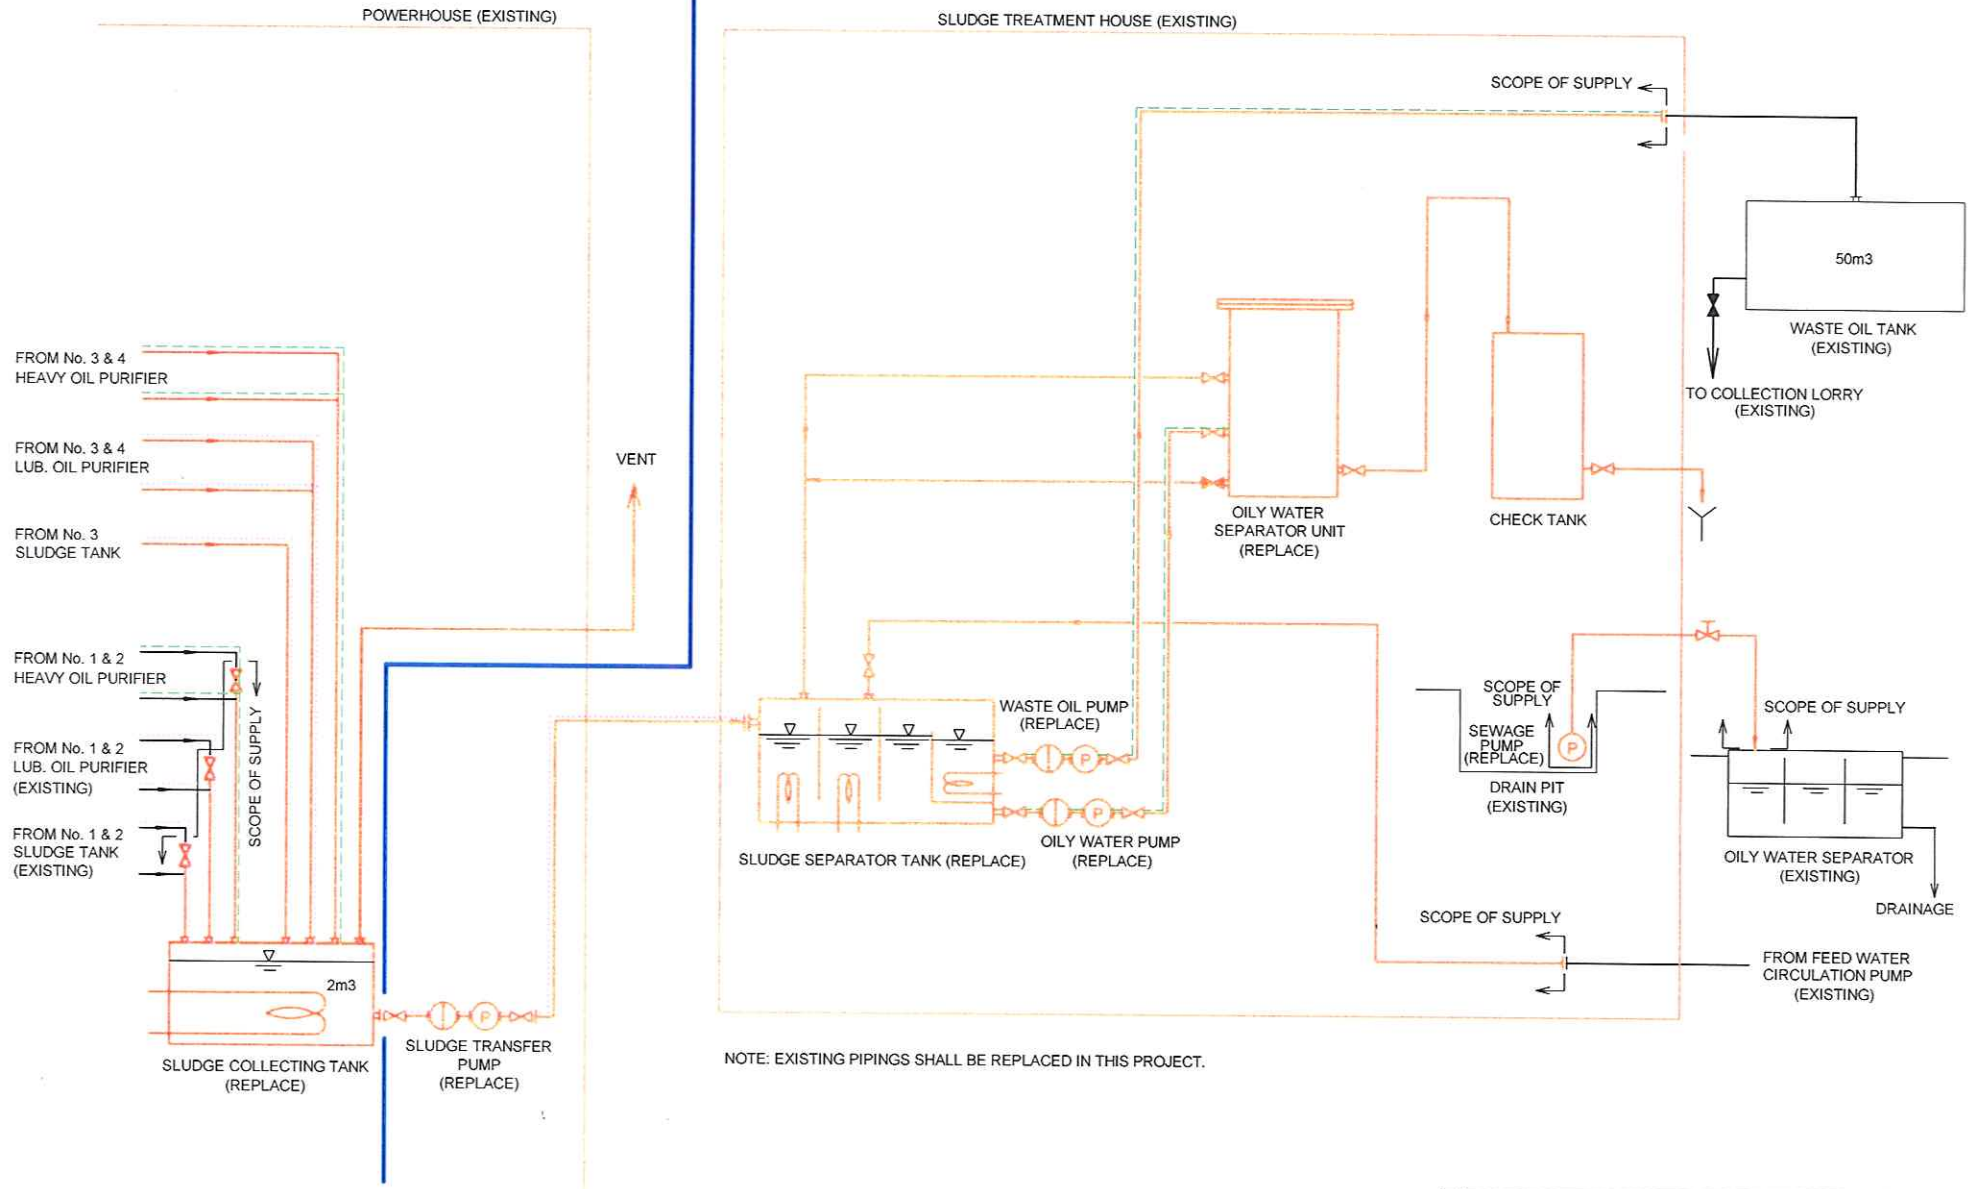 POWERHOUSE (EXISTING)
SLUDGE TREATMENT HOUSE (EXISTING)
SCOPE OF SUPPLY
50m3
WASTE OIL TANK
(EXISTING)
TO COLLECTION LORRY
(EXISTING)
FROM No. 3 & 4
HEAVY OIL PURIFIER
FROM No. 3 & 4
LUB. OIL PURIFIER
FROM No. 3
SLUDGE TANK
VENT
OILY WATER
SEPARATOR UNIT
(REPLACE)
CHECK TANK
FROM No. 1 & 2
HEAVY OIL PURIFIER
FROM No. 1 & 2
LUB. OIL PURIFIER
(EXISTING)
FROM No. 1 & 2
SLUDGE TANK
(EXISTING)
SCOPE OF SUPPLY
WASTE OIL PUMP
(REPLACE)
P
P
OILY WATER PUMP
(REPLACE)
SLUDGE SEPARATOR TANK (REPLACE)
SCOPE OF
SUPPLY
SEWAGE
PUMP
(REPLACE)
P
DRAIN PIT
(EXISTING)
SCOPE OF SUPPLY
OILY WATER SEPARATOR
(EXISTING)
DRAINAGE
SCOPE OF SUPPLY
FROM FEED WATER
CIRCULATION PUMP
(EXISTING)
2m3
P
SLUDGE COLLECTING TANK
(REPLACE)
SLUDGE TRANSFER
PUMP
(REPLACE)
NOTE: EXISTING PIPINGS SHALL BE REPLACED IN THIS PROJECT.